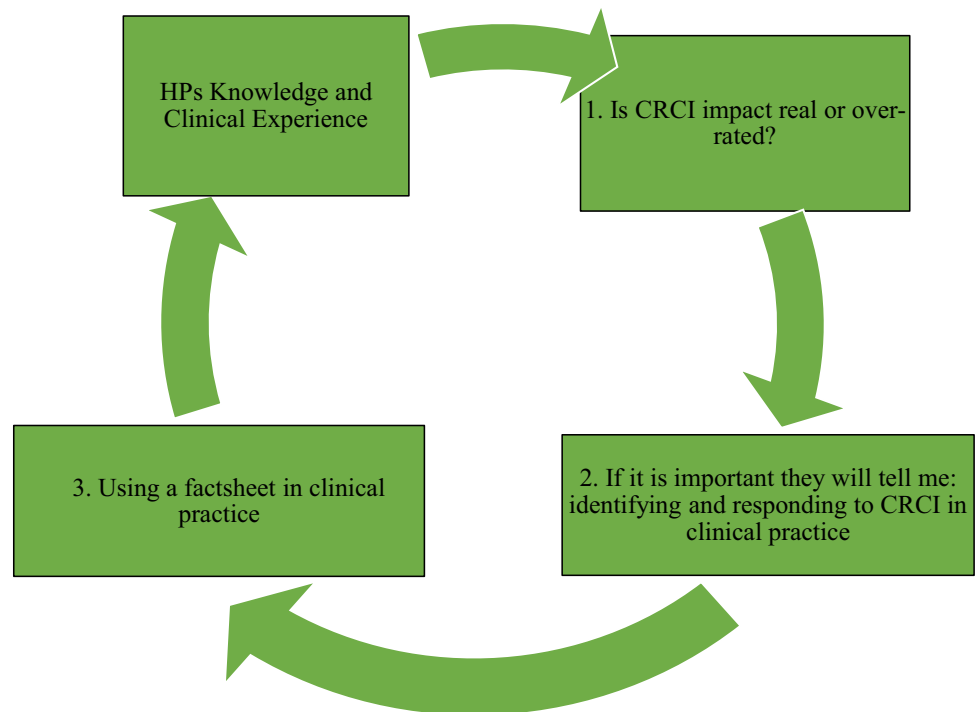 HPs Knowledge and
Clinical Experience
1. Is CRCI impact real or over-
rated?
2. If it is important they will tell me:
identifying and responding to CRCI in
clinical practice
3. Using a factsheet in clinical
practice